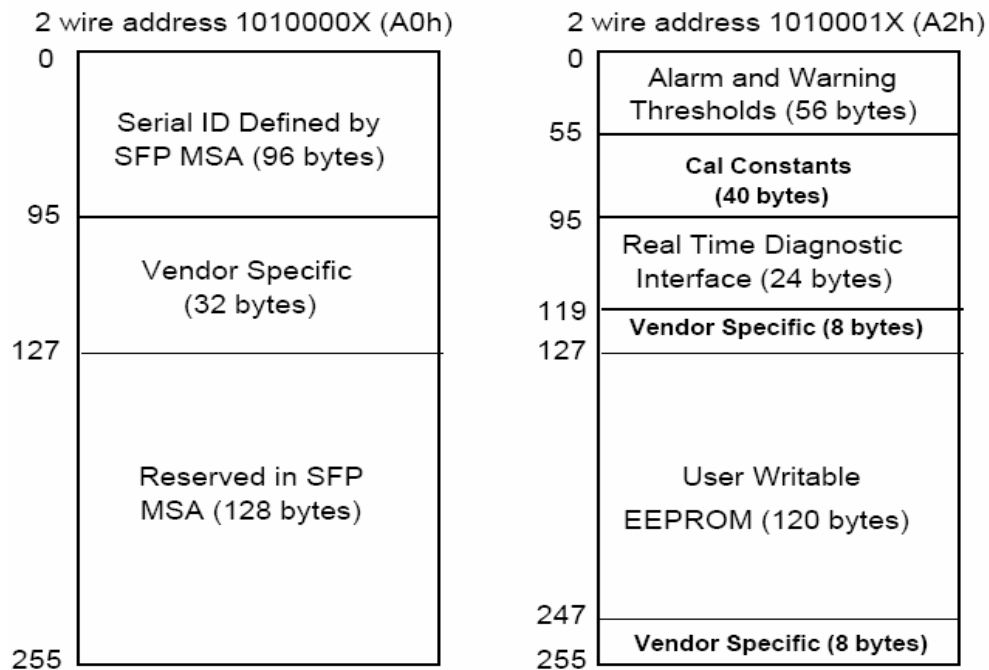 2 wire address 1010000X (A0h)
0
Serial ID Defined by
SFP MSA (96 bytes)
95
Vendor Specific
(32 bytes)
127
Reserved in SFP
MSA (128 bytes)
255
2 wire address 1010001X (A2h)
0
Alarm and Warning
Thresholds (56 bytes)
55
Cal Constants
(40 bytes)
95
Real Time Diagnostic
Interface (24 bytes)
119
Vendor Specific (8 bytes)
127
User Writable
EEPROM (120 bytes)
247
Vendor Specific (8 bytes)
255